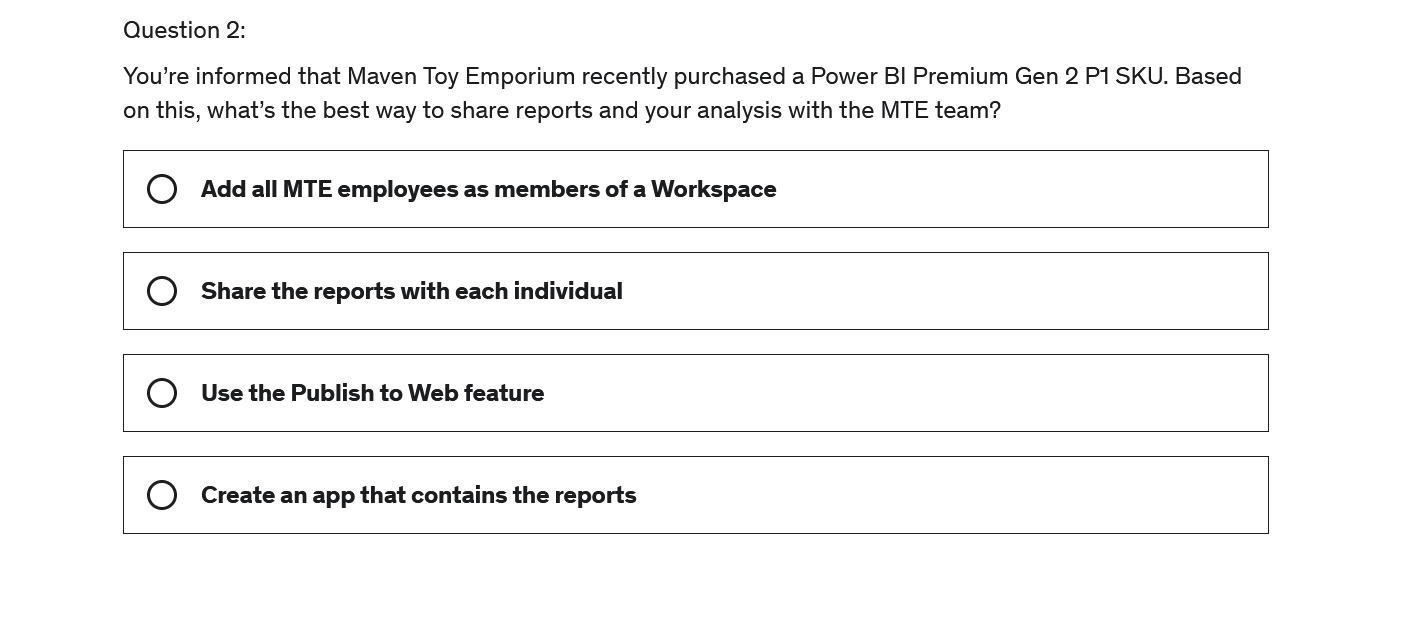 Question 2:
You’re informed that Maven Toy Emporium recently purchased a Power BI Premium Gen 2 P1 SKU. Based
on this, what’s the best way to share reports and your analysis with the MTE team?
Add all MTE employees as members of a Workspace
Share the reports with each individual
Use the Publish to Web feature
Create an app that contains the reports